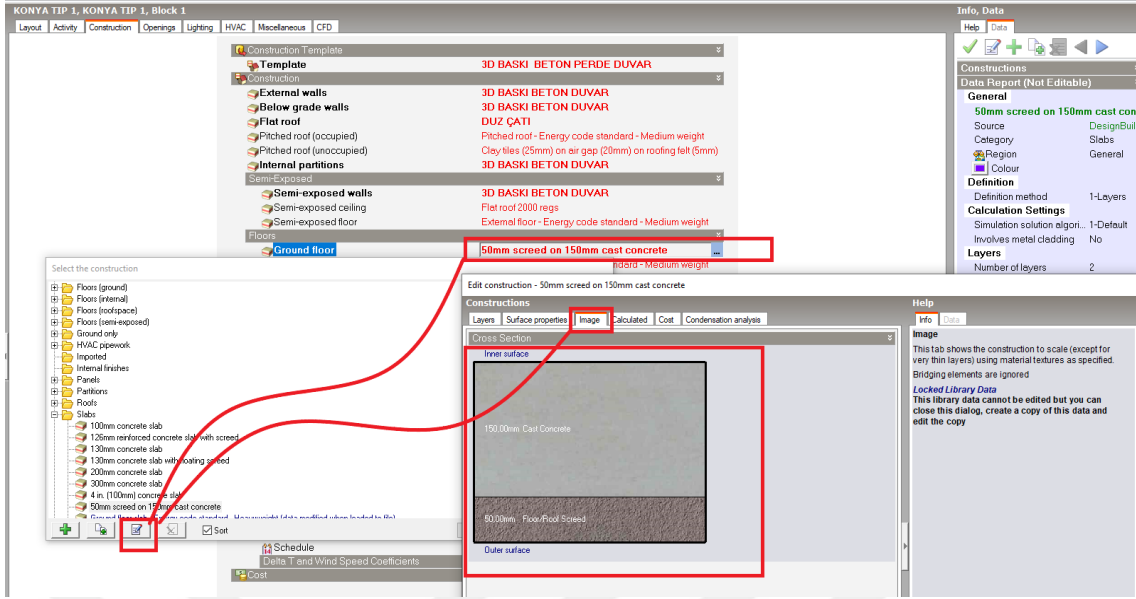 KONYA TIP 1, KONYA TIP 1, Block 1
Layout Activity Construction Openings Lighting HVAC Miscellaneous CFD
Construction Template
Template 3D BASKI BETON PERDE DUVAR
Construction
External walls 3D BASKI BETON DUVAR
Below grade walls 3D BASKI BETON DUVAR
Flat roof DUZ ÇATI
Pitched roof (occupied) Pitched roof - Energy code standard - Medium weight
Pitched roof (unoccupied) Clay tiles (25mm) on air gap (20mm) on roofing felt (5mm)
Internal partitions 3D BASKI BETON DUVAR
Semi-Exposed
Semi-exposed walls 3D BASKI BETON DUVAR
Semi-exposed ceiling Flat roof 2000 regs
Semi-exposed floor External floor - Energy code standard - Medium weight
Floors
Ground floor 50mm screed on 150mm cast concrete ...
- Medium weight
Schedule
Delta T and Wind Speed Coefficients
Cost
Select the construction
Floors (ground)
Floors (internal)
Floors (roofspace)
Floors (semi-exposed)
Ground only
HVAC pipework
Imported
Internal finishes
Panels
Partitions
Roofs
Slabs
100mm concrete slab
126mm reinforced concrete slab with screed
130mm concrete slab
130mm concrete slab with floating screed
200mm concrete slab
300mm concrete slab
4 in. (100mm) concrete slab
50mm screed on 150mm cast concrete
Sort
Edit construction - 50mm screed on 150mm cast concrete
Constructions
Layers Surface properties Image Calculated Cost Condensation analysis
Cross Section
Inner surface
150.00mm Cast Concrete
50.00mm Floor/Roof Screed
Outer surface
Help
Info Data
Image
This tab shows the construction to scale (except for
very thin layers) using material textures as specified.
Bridging elements are ignored
Locked Library Data
This library data cannot be edited but you can
close this dialog, create a copy of this data and
edit the copy
Info, Data
Help Data
Constructions
Data Report (Not Editable)
General
50mm screed on 150mm cast con
Source DesignBuil
Category Slabs
Region General
Colour
Definition
Definition method 1-Layers
Calculation Settings
Simulation solution algori... 1-Default
Involves metal cladding No
Layers
Number of layers 2